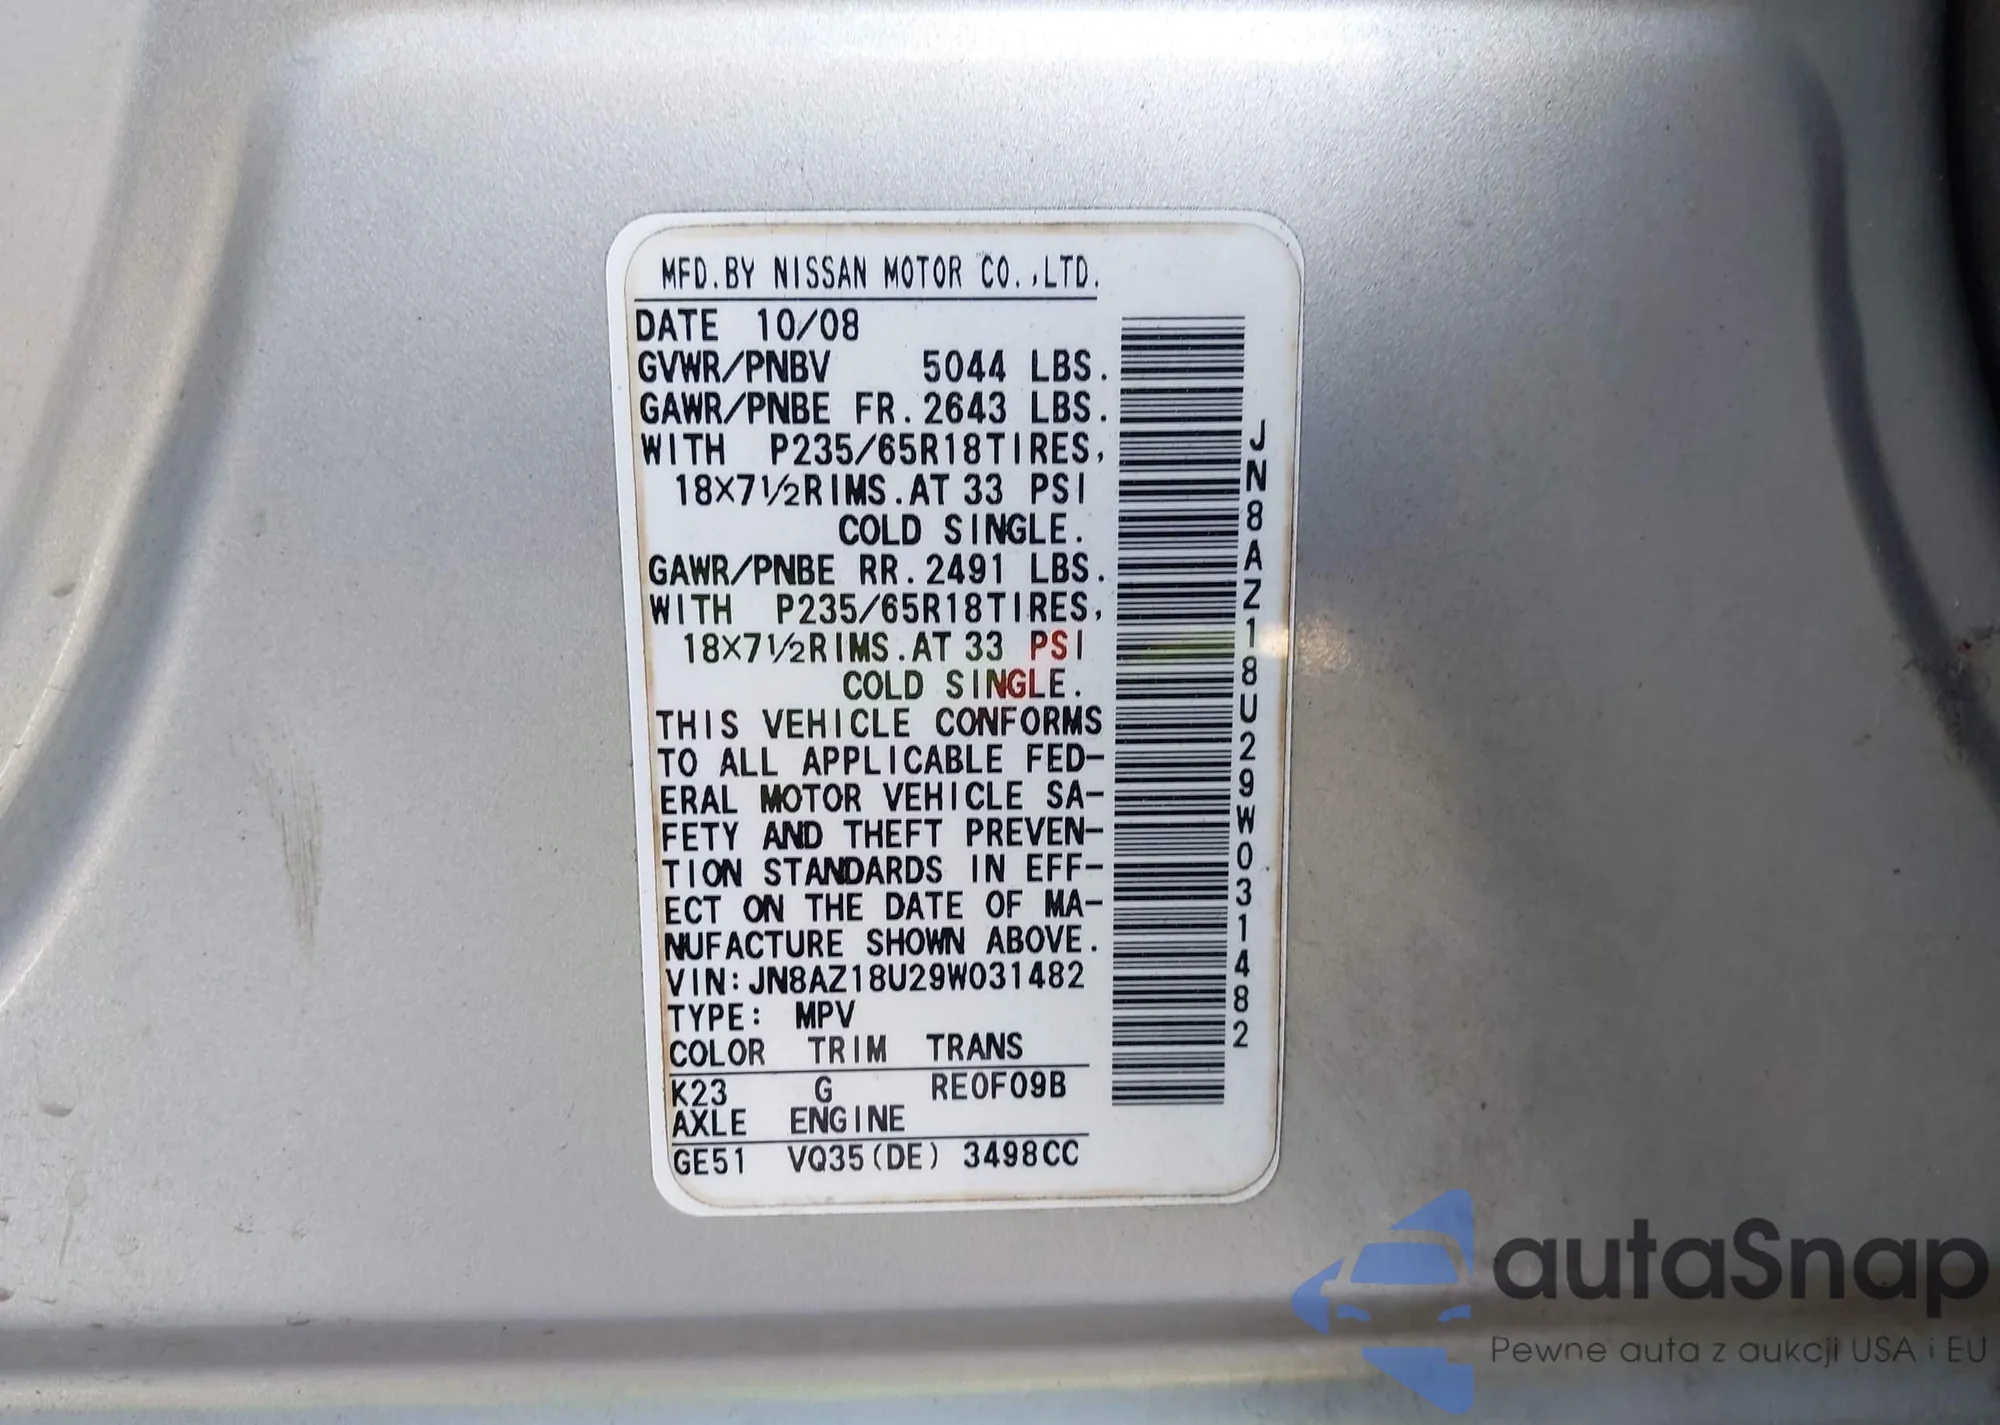 MFD.BY NISSAN MOTOR CO.,LTD.
DATE 10/08
GVWR/PNBV 5044 LBS.
GAWR/PNBE FR.2643 LBS.
WITH P235/65R18TIRES,
18X7½RIMS.AT 33 PSI
COLD SINGLE.
GAWR/PNBE RR.2491 LBS.
WITH P235/65R18TIRES,
18X7½RIMS.AT 33 PSI
COLD SINGLE.
THIS VEHICLE CONFORMS
TO ALL APPLICABLE FED-
ERAL MOTOR VEHICLE SA-
FETY AND THEFT PREVEN-
TION STANDARDS IN EFF-
ECT ON THE DATE OF MA-
NUFACTURE SHOWN ABOVE.
VIN:JN8AZ18U29W031482
TYPE: MPV
COLOR TRIM TRANS
K23 G RE0F09B
AXLE ENGINE
GE51 VQ35(DE) 3498CC
JN8AZ18U29W031482
autaSnap
Pewne auta z aukcji USA i EU